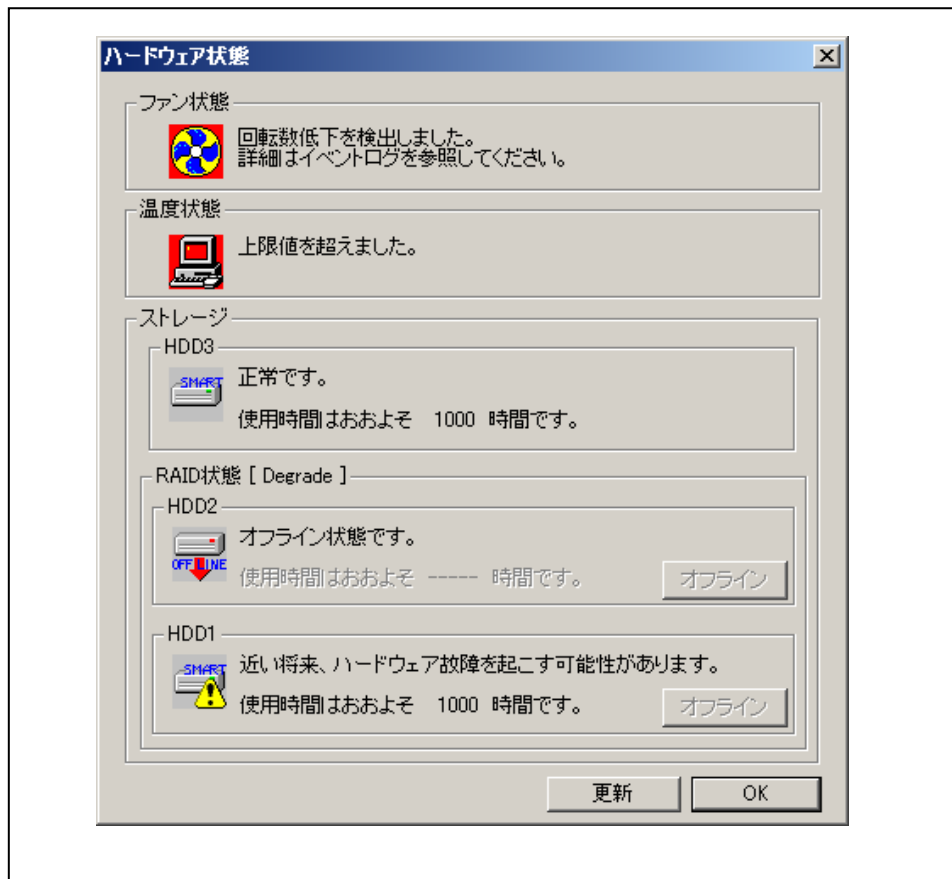 ハードウェア状態
ファン状態
回転数低下を検出しました。
詳細はイベントログを参照してください。
温度状態
上限値を超えました。
ストレージ
HDD3
SMART
正常です。
使用時間はおおよそ 1000 時間です。
RAID状態 [ Degrade ]
HDD2
OFFLINE
オフライン状態です。
使用時間はおおよそ ----- 時間です。
オフライン
HDD1
SMART
近い将来、ハードウェア故障を起こす可能性があります。
使用時間はおおよそ 1000 時間です。
オフライン
更新
OK